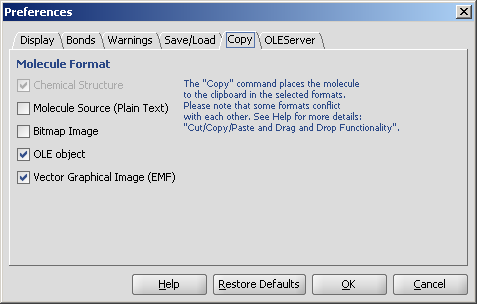 Preferences
Display Bonds Warnings Save/Load Copy OLEServer
Molecule Format
Chemical Structure
Molecule Source (Plain Text)
Bitmap Image
OLE object
Vector Graphical Image (EMF)
The "Copy" command places the molecule
to the clipboard in the selected formats.
Please note that some formats conflict
with each other. See Help for more details:
"Cut/Copy/Paste and Drag and Drop Functionality".
Help Restore Defaults OK Cancel